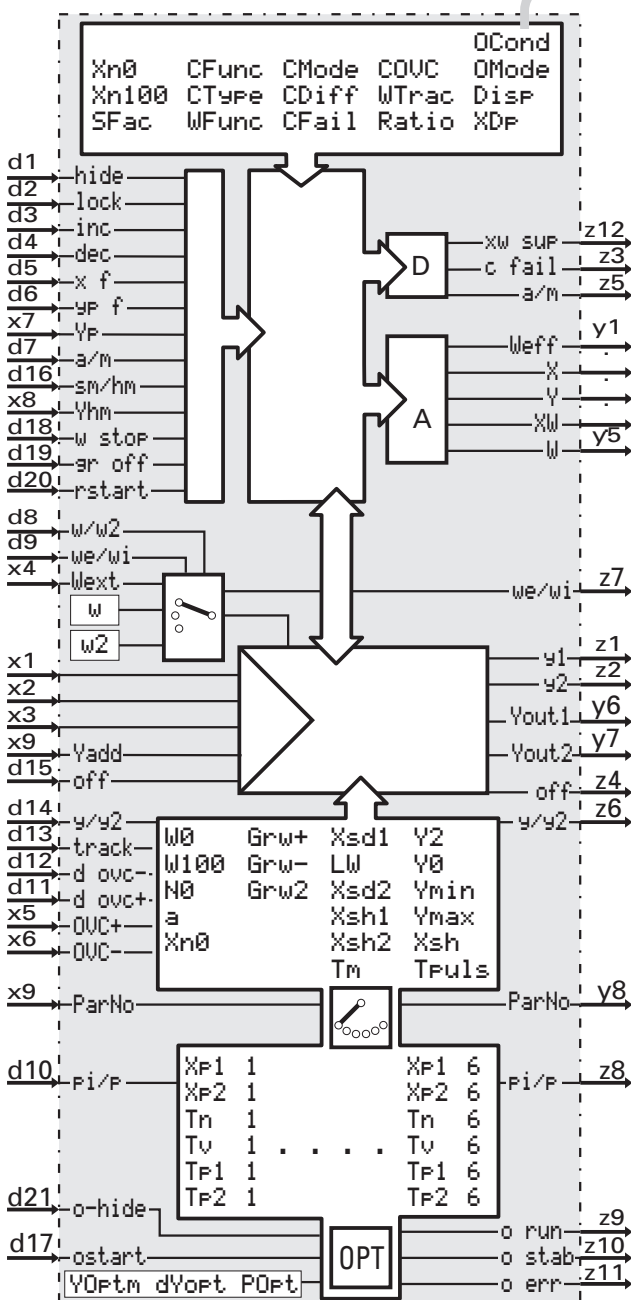 OCond
Xn0 CFunc CMode COVC OMode
Xn100 CType CDiff WTrac Disp
SFac WFunc CFail Ratio XDp
d1 hide
d2 lock
d3 inc
d4 dec
d5 x f
d6 yp f
x7 Yp
d7 a/m
d16 sm/hm
x8 Yhm
d18 w stop
d19 gr off
d20 rstart
D
xw sup z12
c fail z3
a/m z5
A
Weff y1
X .
Y .
XW .
W y5
d8 w/w2
d9 we/wi
x4 Wext
w
w2
we/wi z7
x1
x2
x3
x9 Yadd
d15 off
y1 z1
y2 z2
Yout1 y6
Yout2 y7
off z4
d14 y/y2
y/y2 z6
d13 track
d12 d ovc-
d11 d ovc+
x5 OVC+
x6 OVC-
W0 Grw+ Xsd1 Y2
W100 Grw- LW Y0
N0 Grw2 Xsd2 Ymin
a Xsh1 Ymax
Xn0 Xsh2 Xsh
Tm Tpuls
x9 ParNo
ParNo y8
d10 pi/p
pi/p z8
Xp1 1 Xp1 6
Xp2 1 Xp2 6
Tn 1 Tn 6
Tv 1 . . . . Tv 6
Tp1 1 Tp1 6
Tp2 1 Tp2 6
d21 o-hide
d17 ostart
YOptm dYopt POpt
OPT
o run z9
o stab z10
o err z11